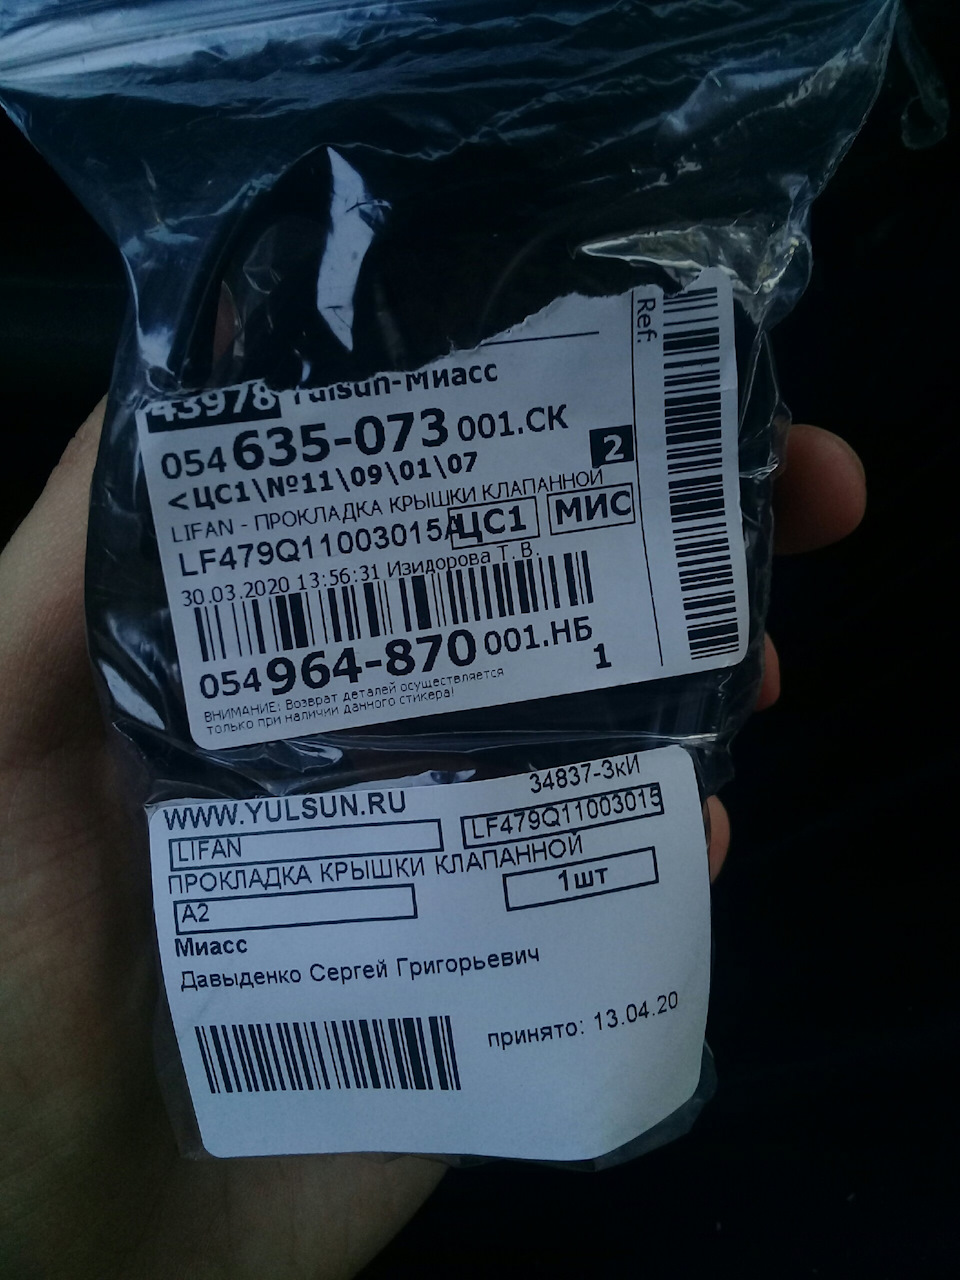 Ref:
43978 Yulsun-Миасс
054635-073 001.СК
<ЦС1\№11\09\01\07
2
LIFAN - ПРОКЛАДКА КРЫШКИ КЛАПАННОЙ
LF479Q11003015A ЦС1 МИС
30.03.2020 13:56:31 Изидорова Т. В.
054964-870 001.НБ
1
ВНИМАНИЕ: Возврат деталей осуществляется
только при наличии данного стикера!
34837-ЗкИ
WWW.YULSUN.RU
LIFAN LF479Q11003015
ПРОКЛАДКА КРЫШКИ КЛАПАННОЙ
A2 1шт
Миасс
Давыденко Сергей Григорьевич
принято: 13.04.20